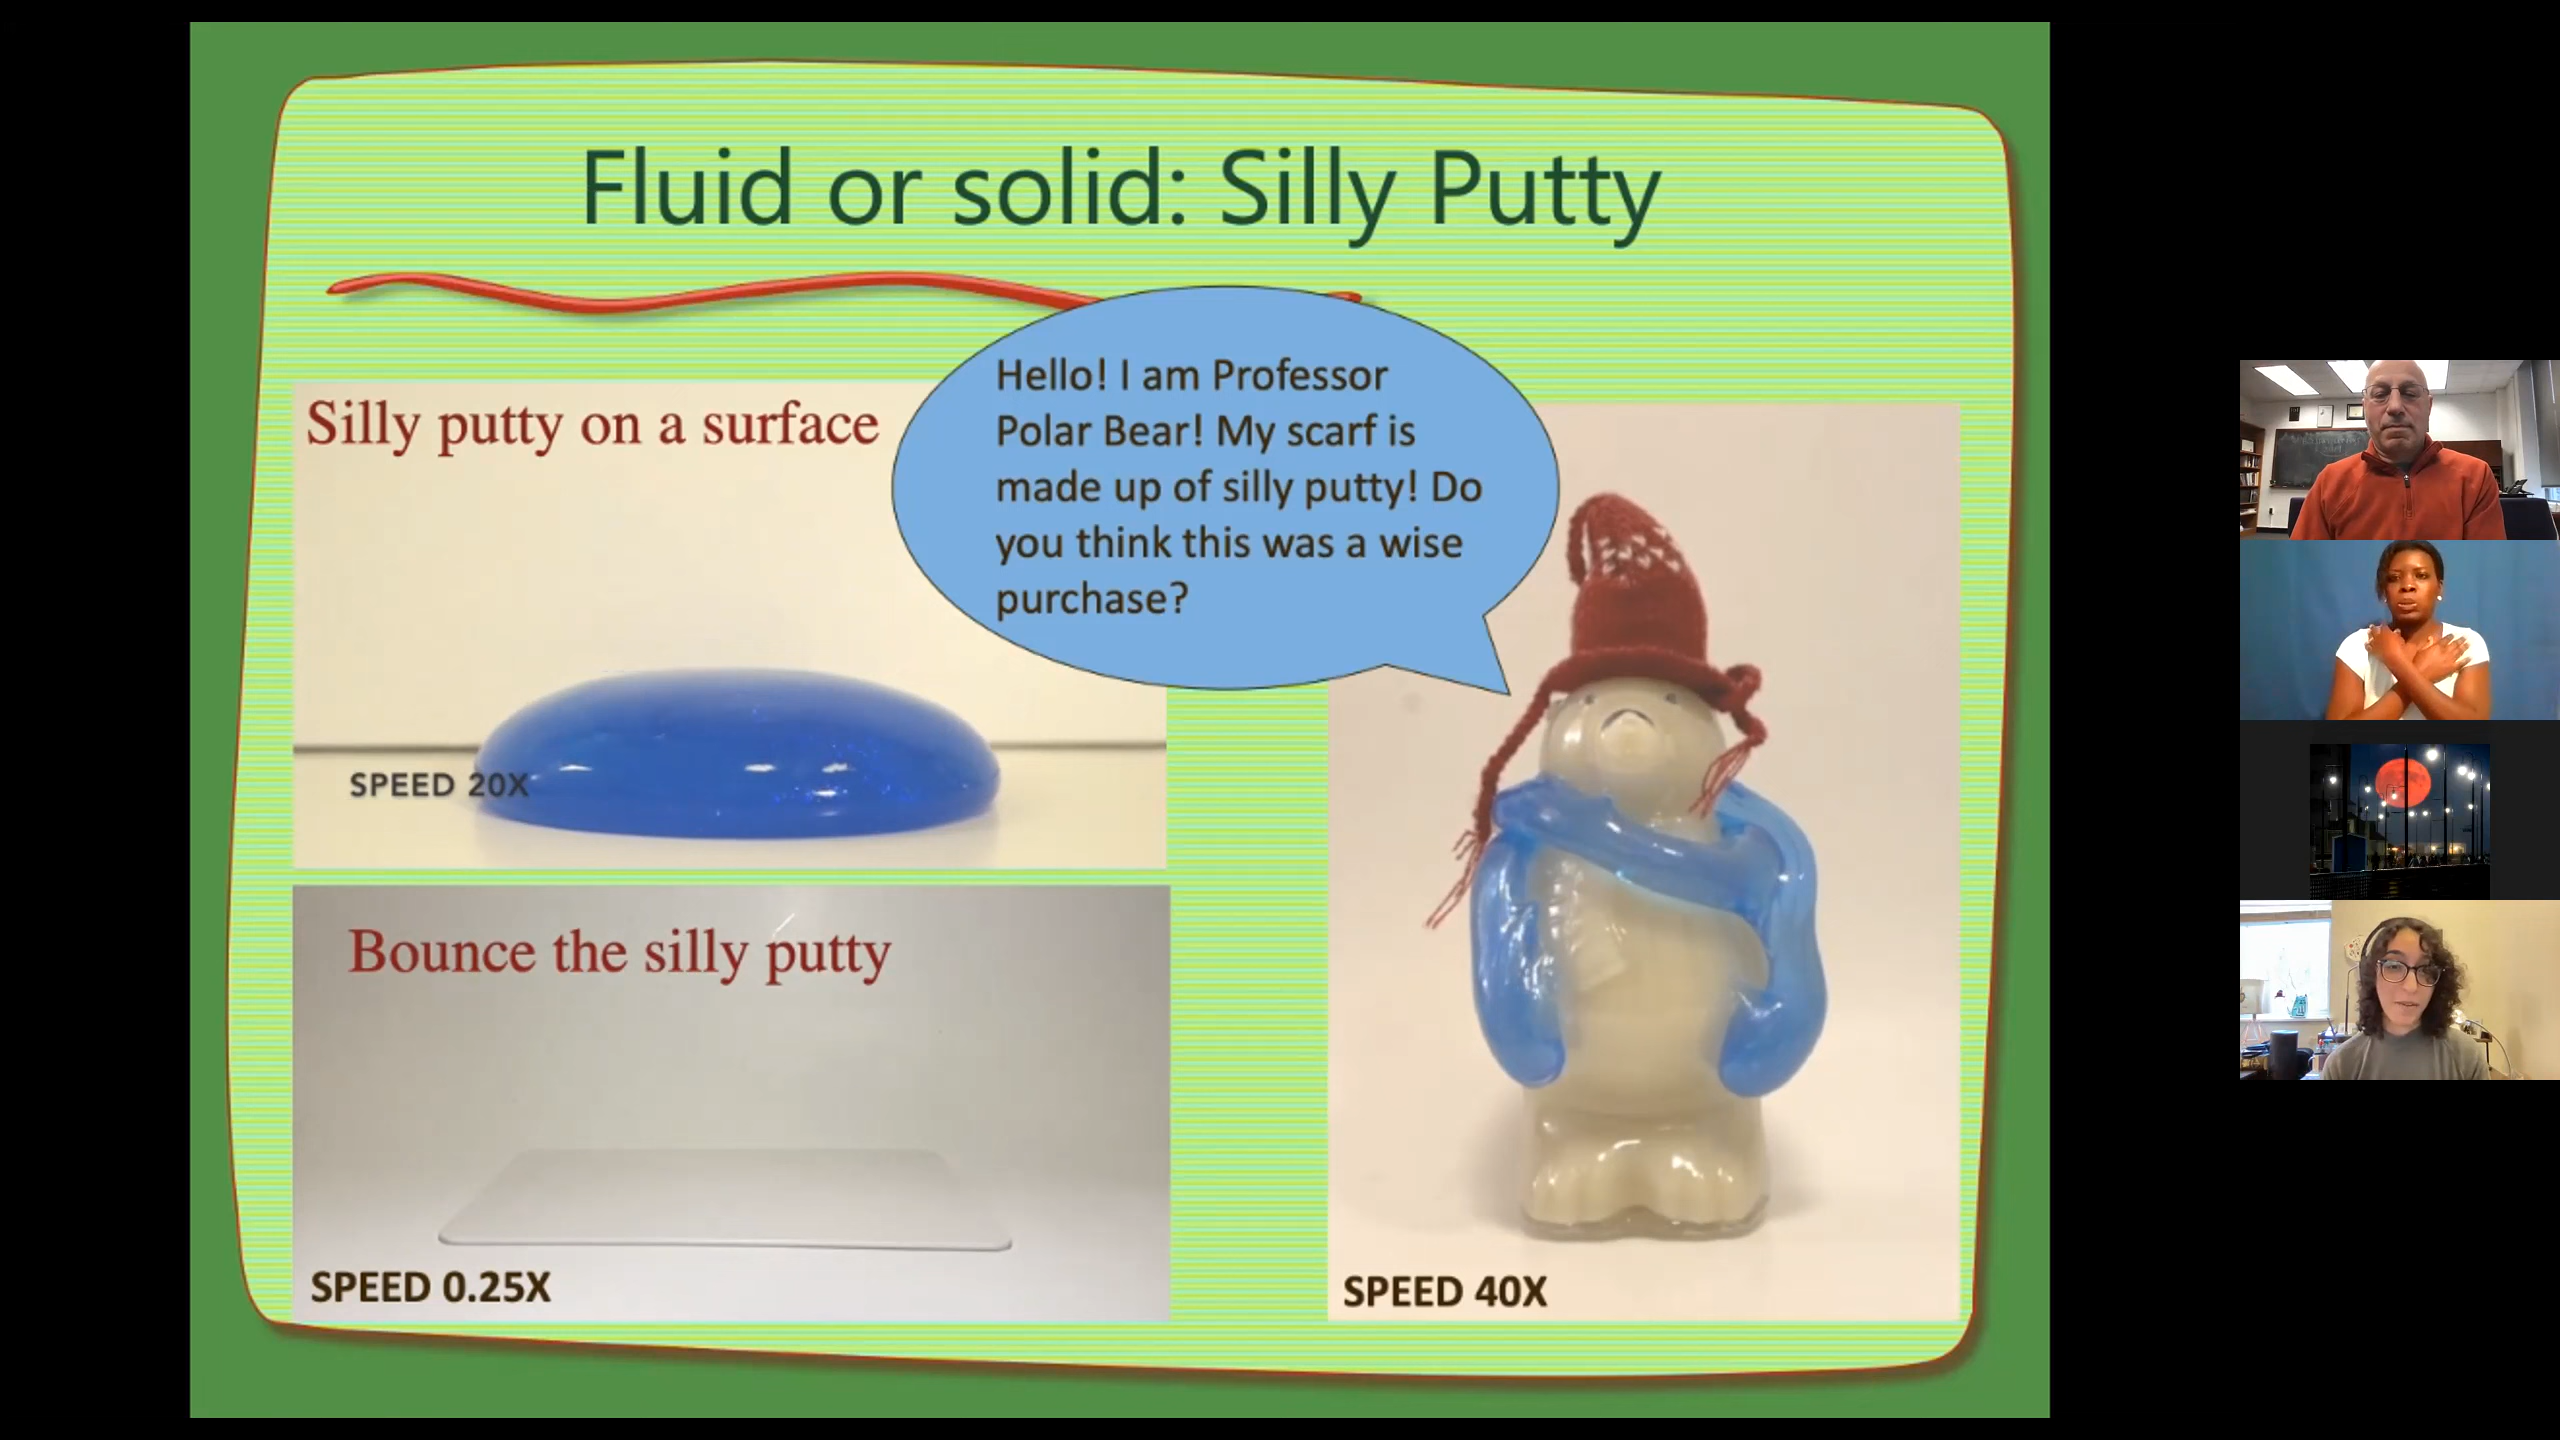 Fluid or solid: Silly Putty
Hello! I am Professor
Polar Bear! My scarf is
made up of silly putty! Do
you think this was a wise
purchase?
Silly putty on a surface
SPEED 20X
Bounce the silly putty
SPEED 0.25X
SPEED 40X